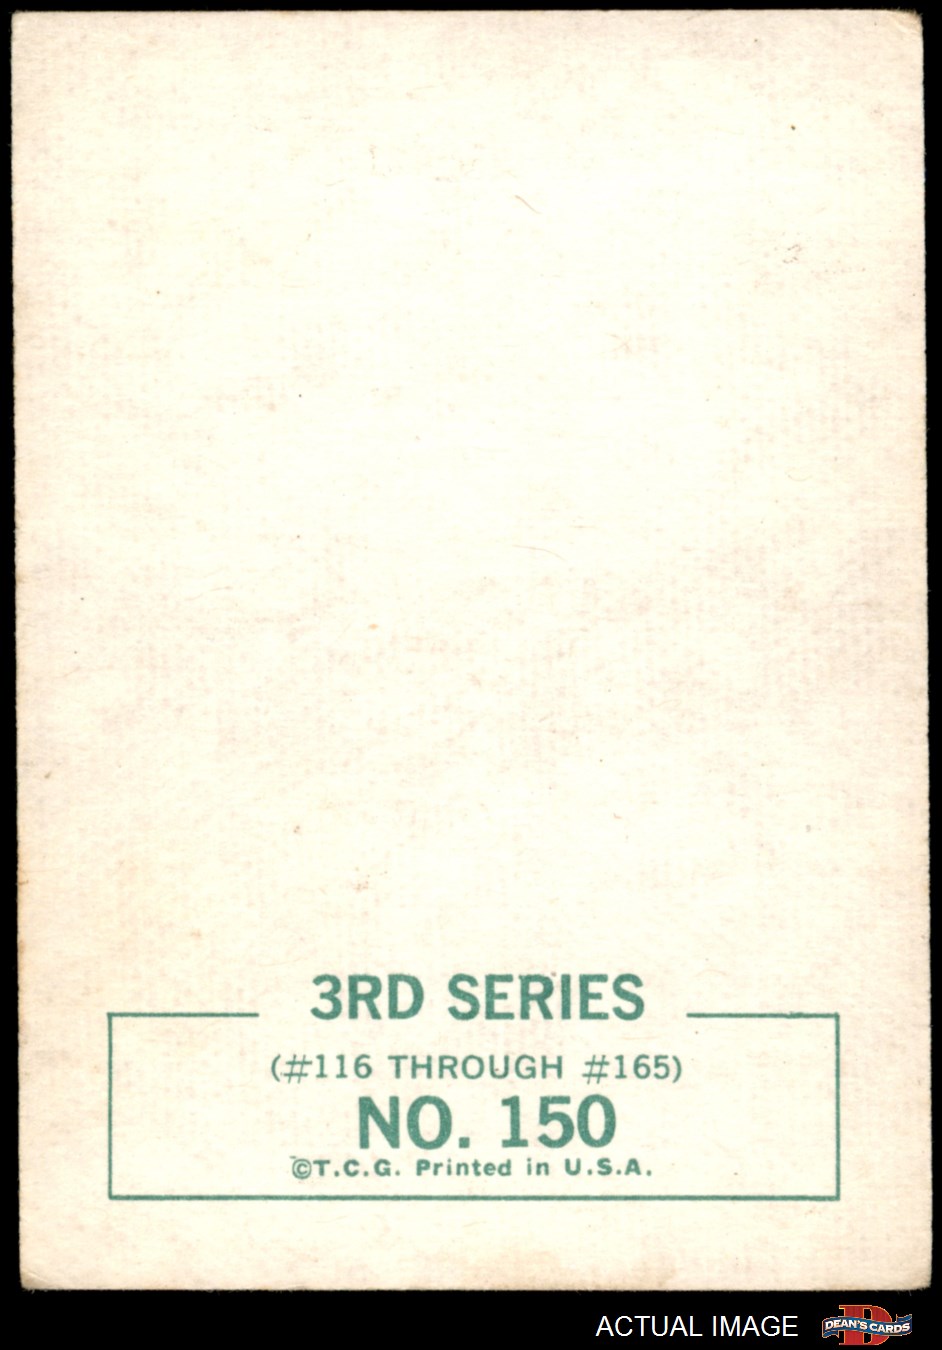 3RD SERIES
(#116 THROUGH #165)
NO. 150
©T.C.G. Printed in U.S.A.
ACTUAL IMAGE
D
DEAN'S CARDS